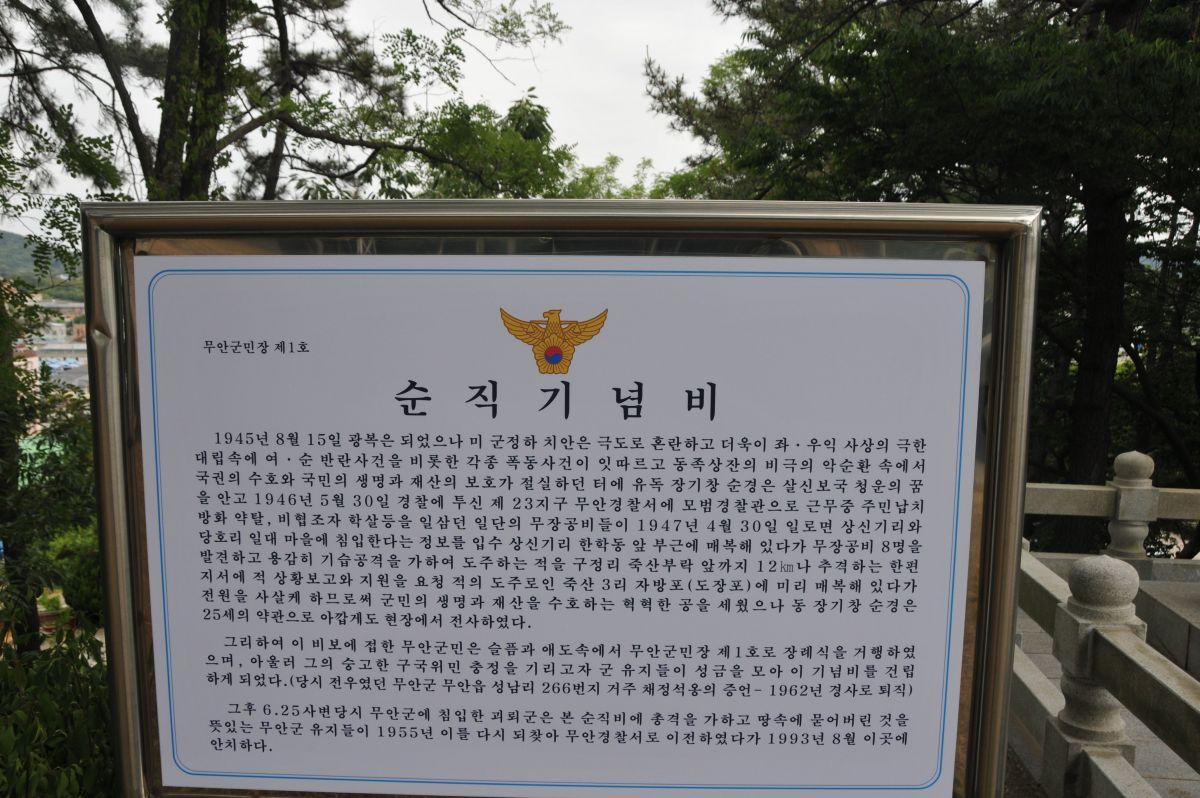 무안군민장 제1호
순직기념비
1945년 8월 15일 광복은 되었으나 미 군정하 치안은 극도로 혼란하고 더욱이 좌·우익 사상의 극한
대립속에 여·순 반란사건을 비롯한 각종 폭동사건이 잇따르고 동족상잔의 비극의 악순환 속에서
국권의 수호와 국민의 생명과 재산의 보호가 절실하던 터에 유독 장기창 순경은 살신보국 청운의 꿈
을 안고 1946년 5월 30일 경찰에 투신 제 23지구 무안경찰서에 모범경찰관으로 근무중 주민납치
방화 약탈, 비협조자 학살등을 일삼던 일단의 무장공비들이 1947년 4월 30일 일로면 상신기리와
당호리 일대 마을에 침입한다는 정보를 입수 상신기리 한학동 앞 부근에 매복해 있다가 무장공비 8명을
발견하고 용감히 기습공격을 가하여 도주하는 적을 구정리 죽산부락 앞까지 12㎞나 추격하는 한편
지서에 적 상황보고와 지원을 요청 적의 도주로인 죽산 3리 자방포(도장포)에 미리 매복해 있다가
전원을 사살케 하므로써 군민의 생명과 재산을 수호하는 혁혁한 공을 세웠으나 동 장기창 순경은
25세의 약관으로 아깝게도 현장에서 전사하였다.
그리하여 이 비보에 접한 무안군민은 슬픔과 애도속에서 무안군민장 제1호로 장례식을 거행하였
으며, 아울러 그의 숭고한 구국위민 충정을 기리고자 군 유지들이 성금을 모아 이 기념비를 건립
하게 되었다.(당시 전우였던 무안군 무안읍 성남리 266번지 거주 채정석옹의 증언- 1962년 경사로 퇴직)
그후 6.25사변당시 무안군에 침입한 괴뢰군은 본 순직비에 총격을 가하고 땅속에 묻어버린 것을
뜻있는 무안군 유지들이 1955년 이를 다시 되찾아 무안경찰서로 이전하였다가 1993년 8월 이곳에
안치하다.